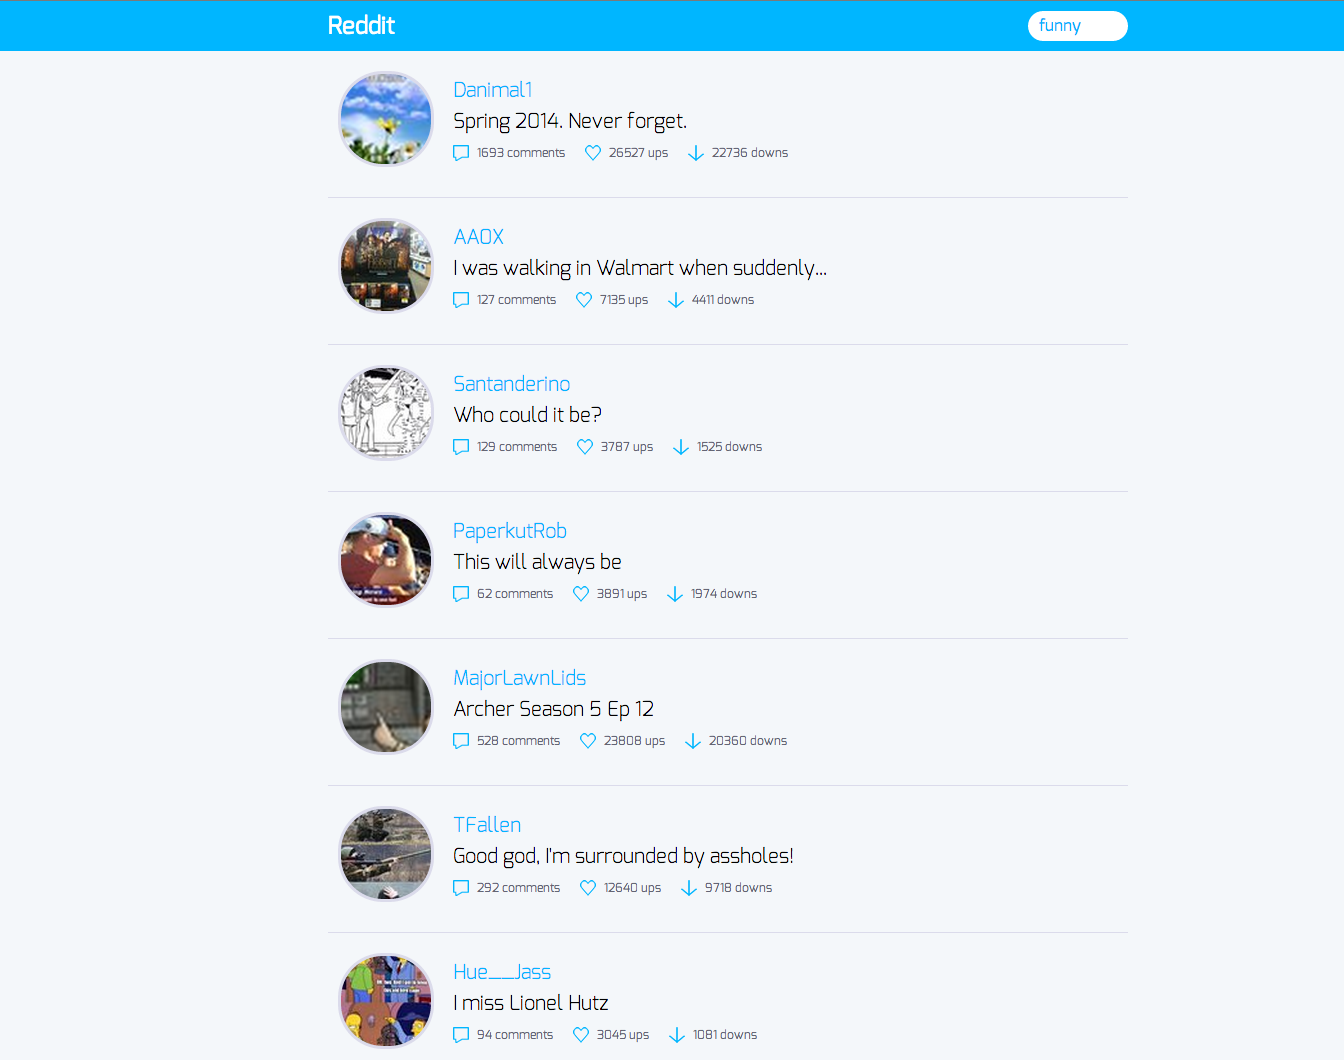 Reddit
funny
Danimal1
Spring 2014. Never forget.
1693 comments 26527 ups 22736 downs
AAOX
I was walking in Walmart when suddenly...
127 comments 7135 ups 4411 downs
Santanderino
Who could it be?
129 comments 3787 ups 1525 downs
PaperkutRob
This will always be
62 comments 3891 ups 1974 downs
MajorLawnLids
Archer Season 5 Ep 12
528 comments 23808 ups 20360 downs
TFallen
Good god, I'm surrounded by assholes!
292 comments 12640 ups 9718 downs
Hue__Jass
I miss Lionel Hutz
94 comments 3045 ups 1081 downs